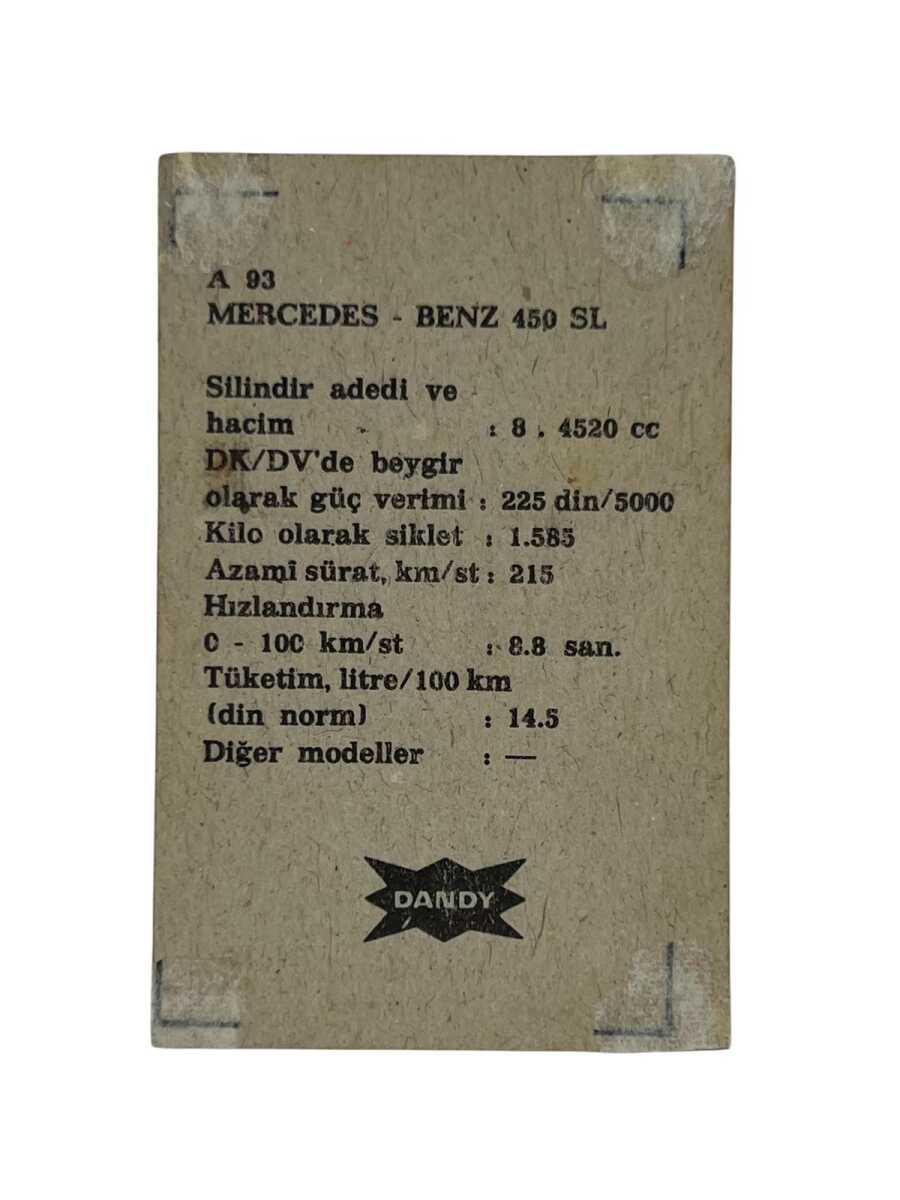 A 93
MERCEDES - BENZ 450 SL
Silindir adedi ve
hacim : 8 . 4520 cc
DK/DV'de beygir
olarak güç verimi : 225 din/5000
Kilo olarak siklet : 1.585
Azamî sürat, km/st : 215
Hızlandırma
0 - 100 km/st : 8.8 san.
Tüketim, litre/100 km
(din norm) : 14.5
Diğer modeller : —
DANDY